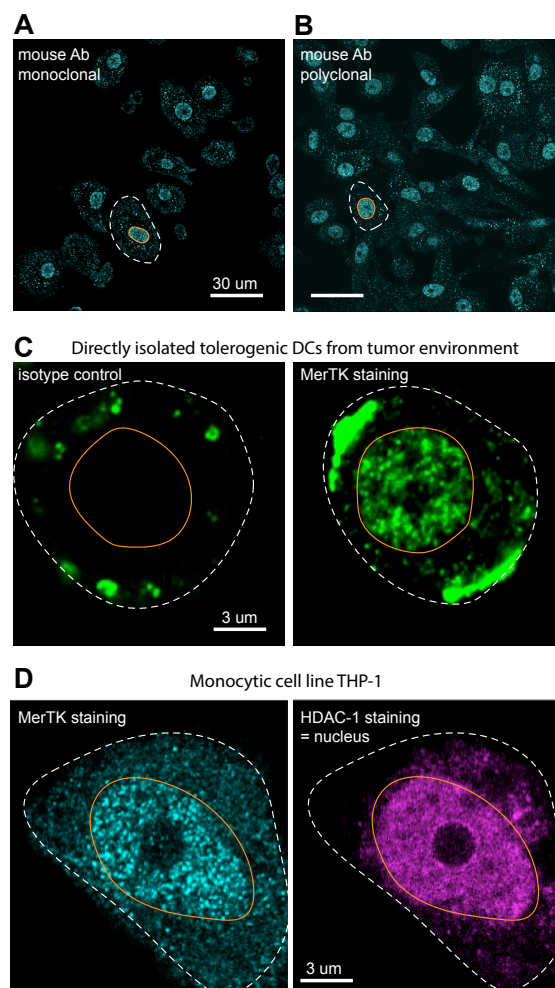 A
mouse Ab
monoclonal
30 um
B
mouse Ab
polyclonal
C
Directly isolated tolerogenic DCs from tumor environment
isotype control
3 um
MerTK staining
D
Monocytic cell line THP-1
MerTK staining
HDAC-1 staining
= nucleus
3 um